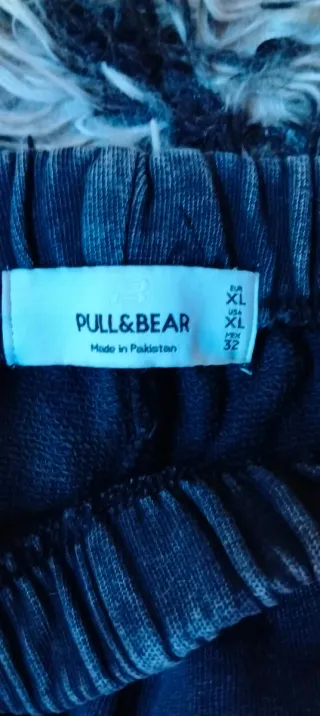 PULL&BEAR
Made in Pakistan
EUR
XL
USA
XL
MEX
32